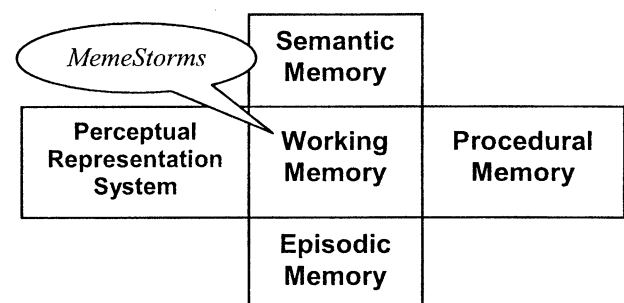 Semantic
Memory
MemeStorms
Perceptual
Representation
System
Working
Memory
Procedural
Memory
Episodic
Memory